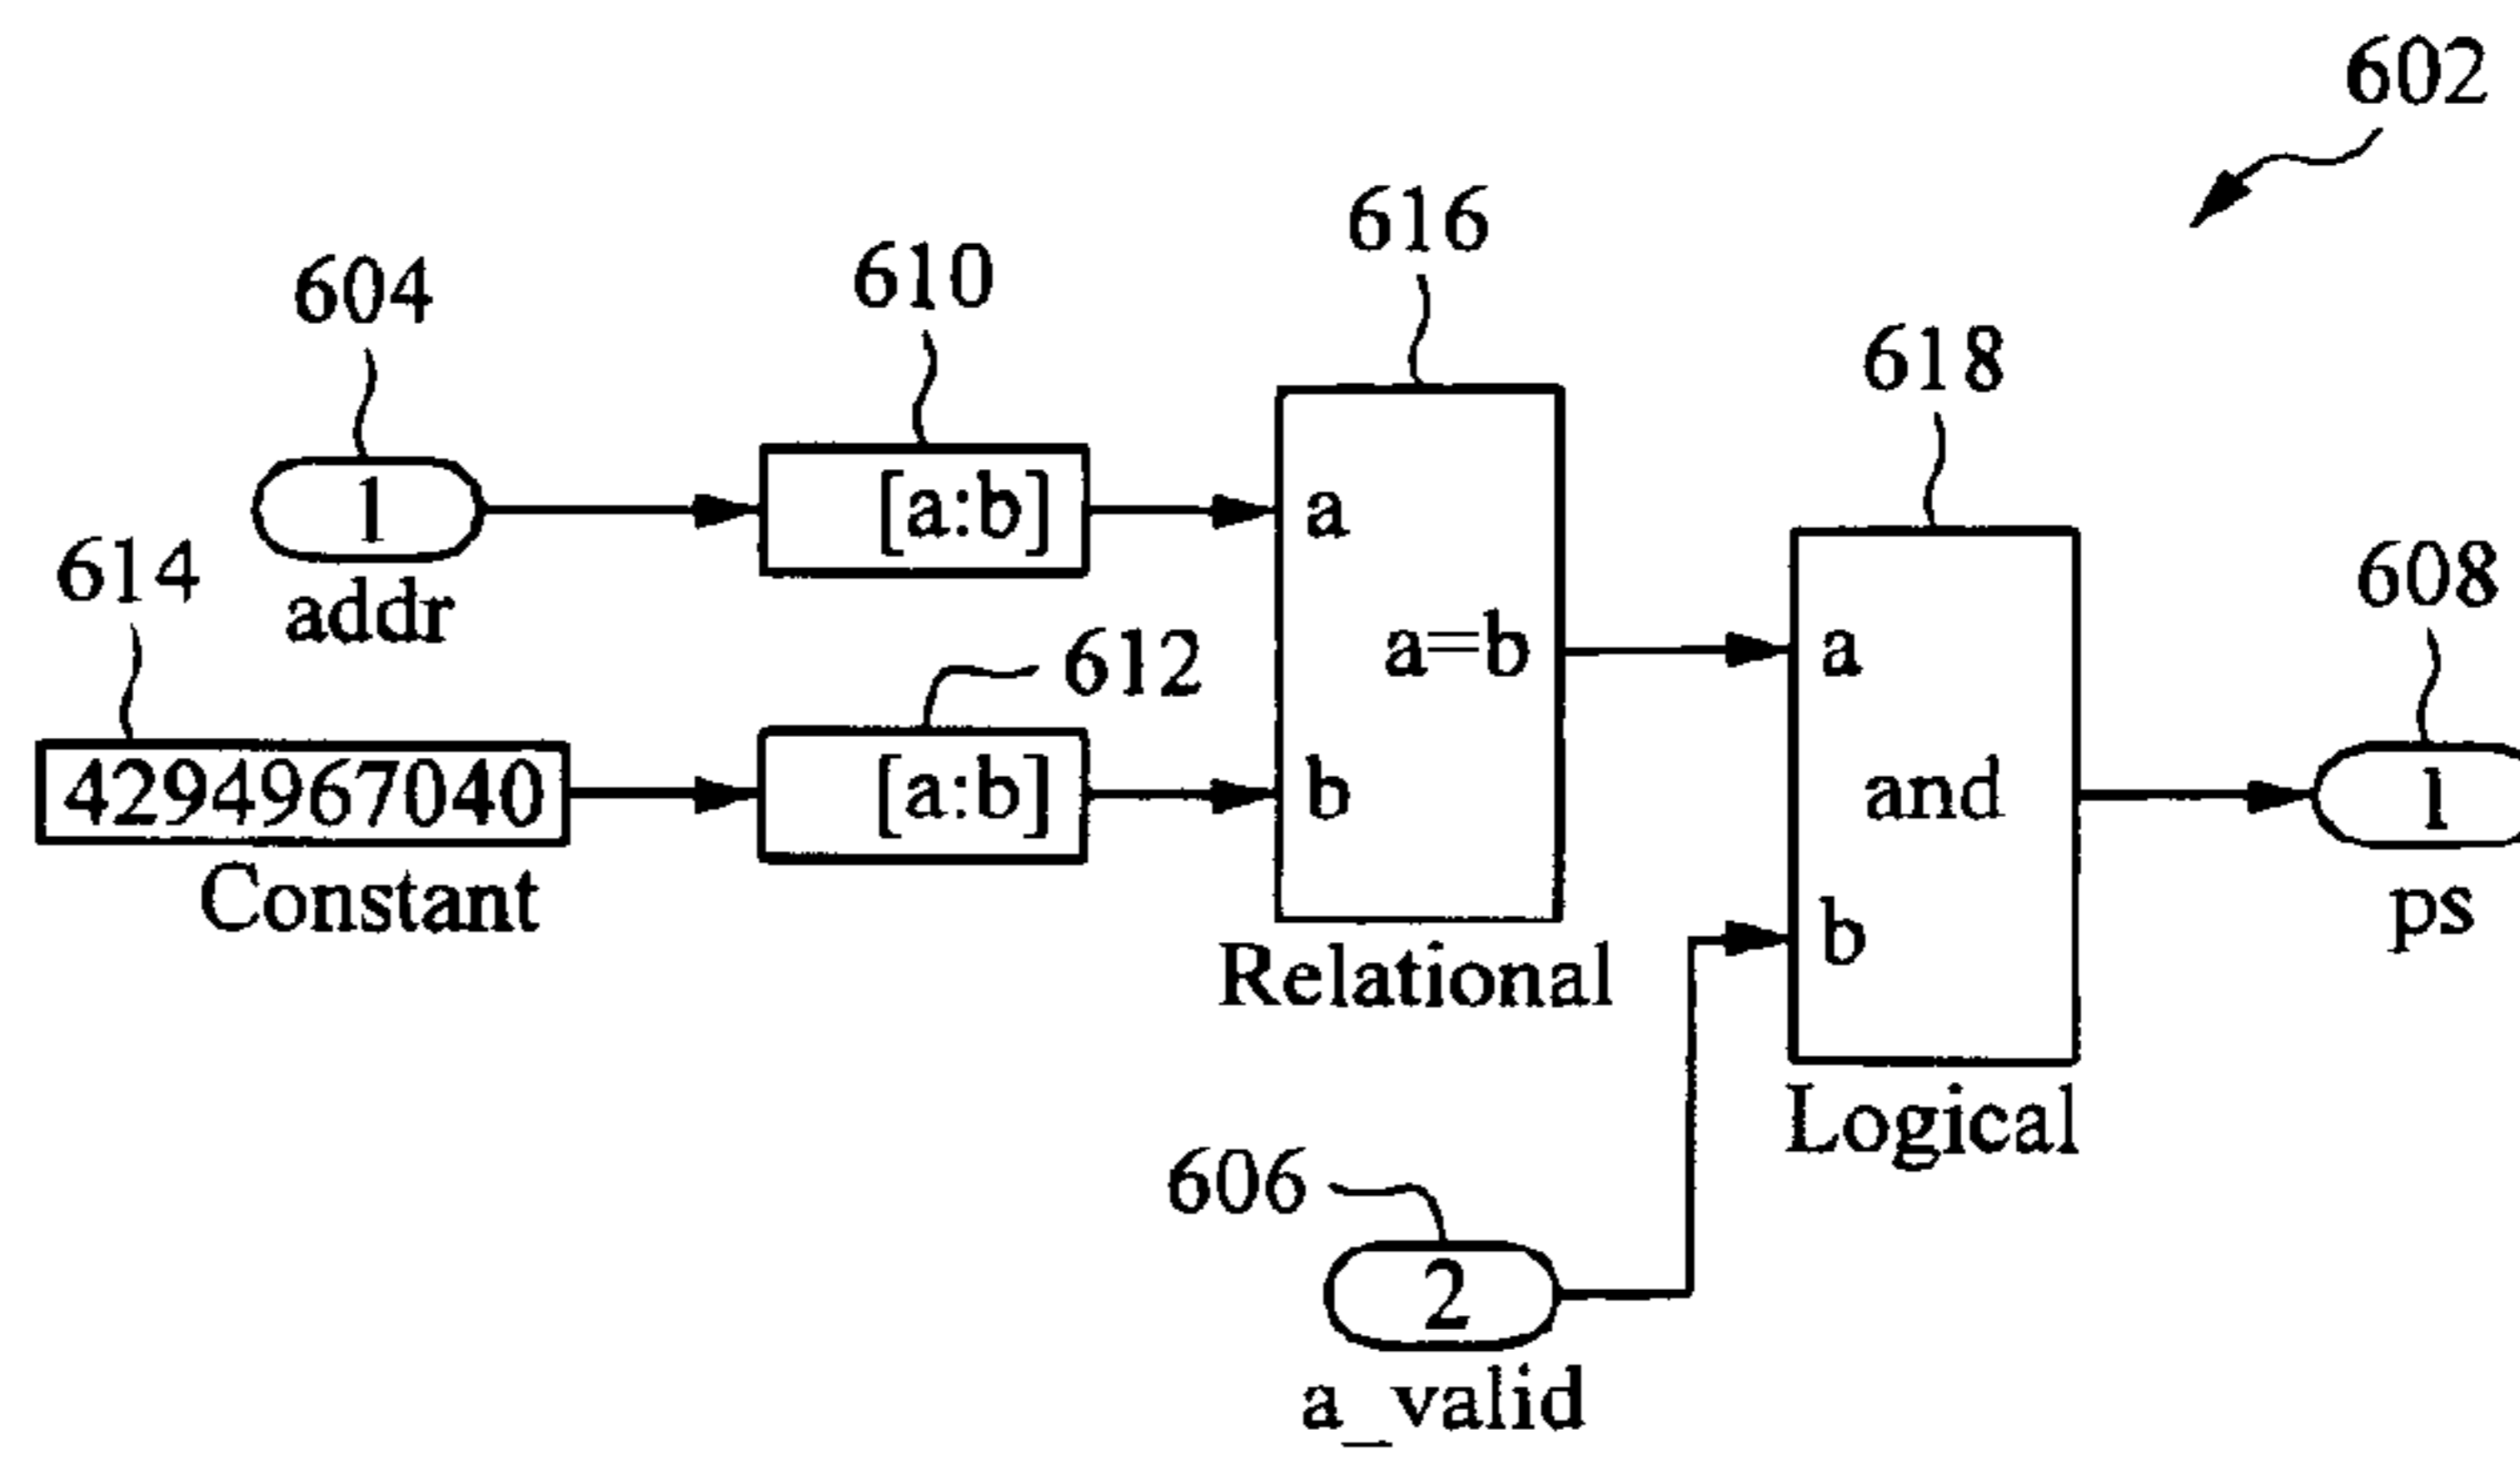 602
616
610
604
618
1
[a:b]
a
614
addr
608
612
a=b
a
4294967040
[a:b]
b
and
1
Constant
ps
b
Relational
Logical
606
2
a_valid